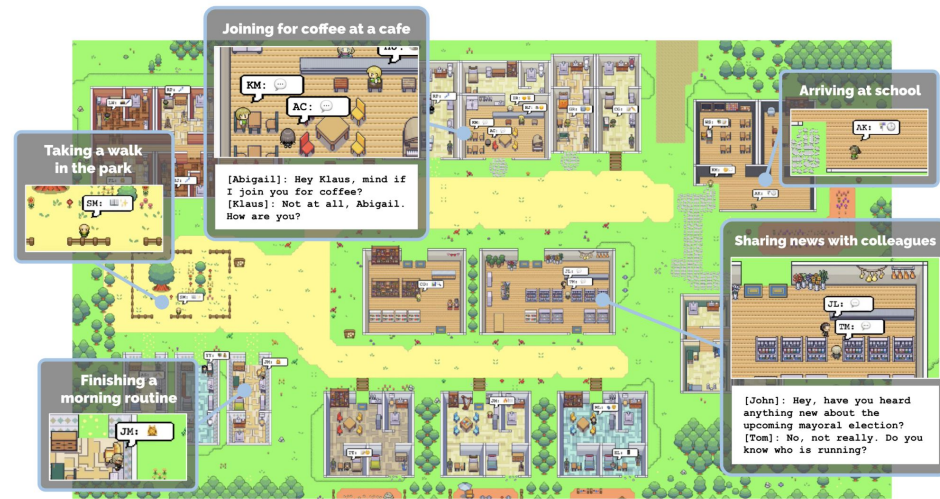 Joining for coffee at a cafe
KM:
AC:
[Abigail]: Hey Klaus, mind if
I join you for coffee?
[Klaus]: Not at all, Abigail.
How are you?
Taking a walk
in the park
SM:
Arriving at school
AK:
Sharing news with colleagues
JL:
TM:
[John]: Hey, have you heard
anything new about the
upcoming mayoral election?
[Tom]: No, not really. Do you
know who is running?
Finishing a
morning routine
JM: